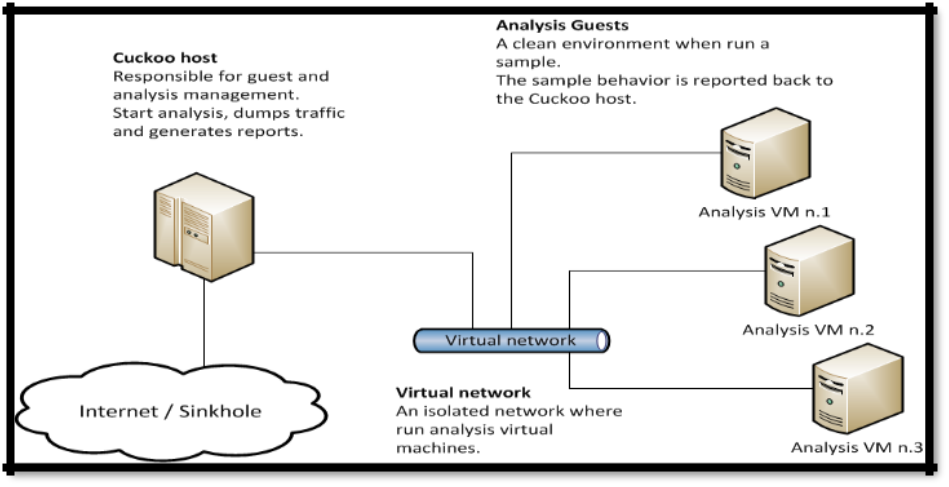 Cuckoo host
Responsible for guest and
analysis management.
Start analysis, dumps traffic
and generates reports.
Analysis Guests
A clean environment when run a
sample.
The sample behavior is reported back to
the Cuckoo host.
Analysis VM n.1
Analysis VM n.2
Virtual network
Internet / Sinkhole
Virtual network
An isolated network where
run analysis virtual
machines.
Analysis VM n.3